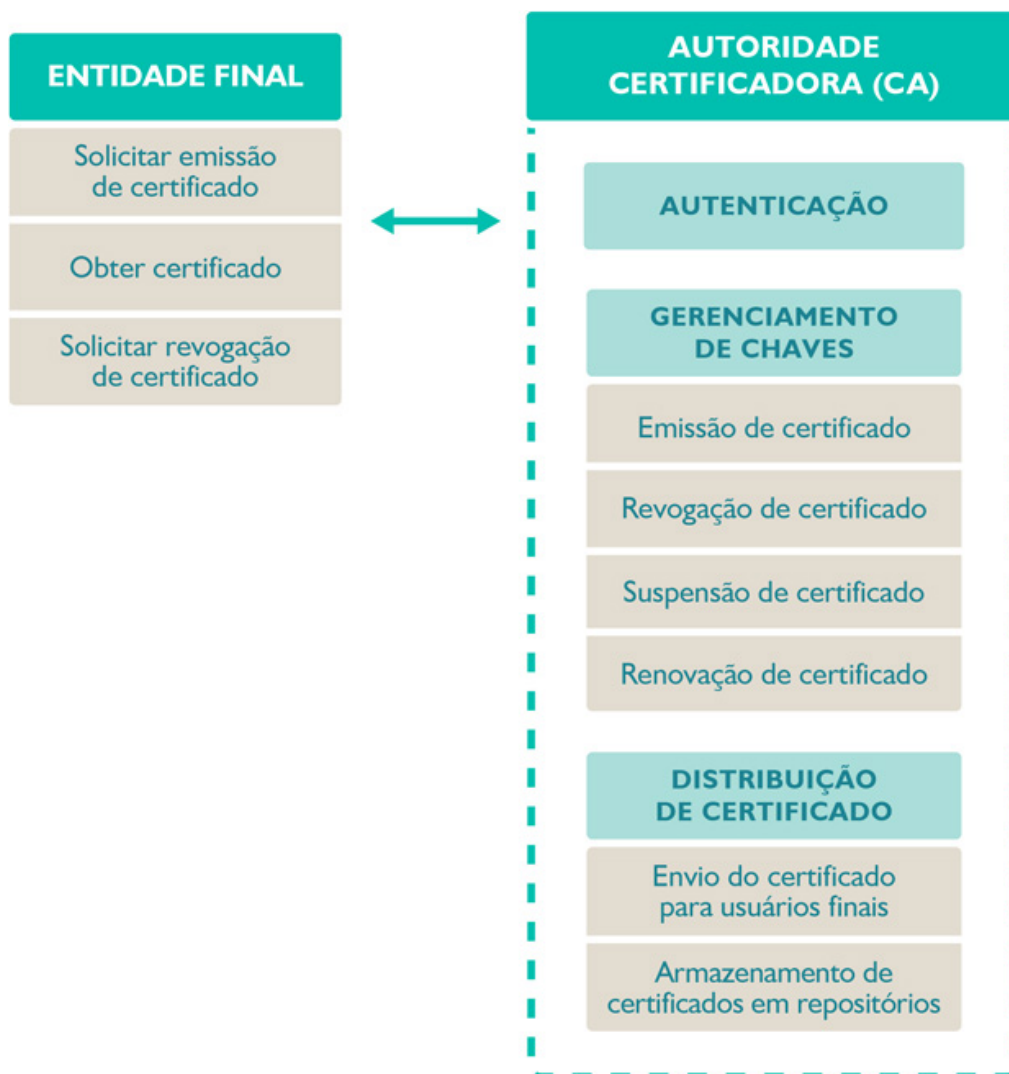 ENTIDADE FINAL
Solicitar emissão
de certificado
Obter certificado
Solicitar revogação
de certificado
AUTORIDADE
CERTIFICADORA (CA)
AUTENTICAÇÃO
GERENCIAMENTO
DE CHAVES
Emissão de certificado
Revogação de certificado
Suspensão de certificado
Renovação de certificado
DISTRIBUIÇÃO
DE CERTIFICADO
Envio do certificado
para usuários finais
Armazenamento de
certificados em repositórios